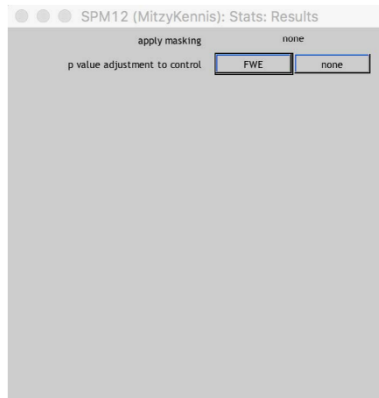 SPM12 (MitzyKennis): Stats: Results
apply masking none
p value adjustment to control FWE none